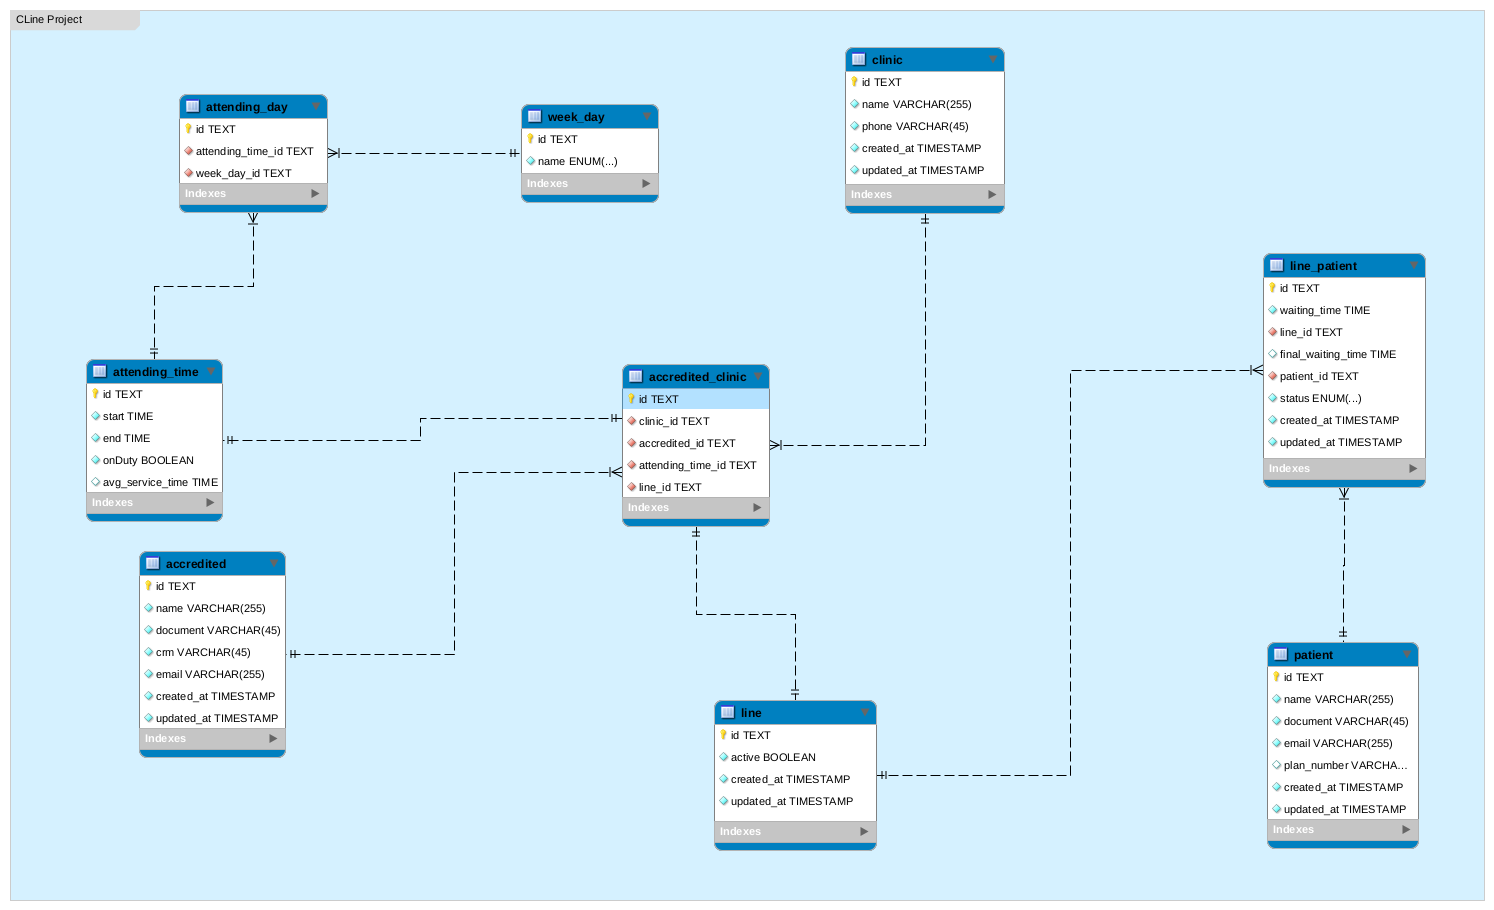 CLine Project
attending_day
id TEXT
attending_time_id TEXT
week_day_id TEXT
Indexes
week_day
id TEXT
name ENUM(...)
Indexes
clinic
id TEXT
name VARCHAR(255)
phone VARCHAR(45)
created_at TIMESTAMP
updated_at TIMESTAMP
Indexes
line_patient
id TEXT
waiting_time TIME
line_id TEXT
final_waiting_time TIME
patient_id TEXT
status ENUM(...)
created_at TIMESTAMP
updated_at TIMESTAMP
Indexes
attending_time
id TEXT
start TIME
end TIME
onDuty BOOLEAN
avg_service_time TIME
Indexes
accredited_clinic
id TEXT
clinic_id TEXT
accredited_id TEXT
attending_time_id TEXT
line_id TEXT
Indexes
accredited
id TEXT
name VARCHAR(255)
document VARCHAR(45)
crm VARCHAR(45)
email VARCHAR(255)
created_at TIMESTAMP
updated_at TIMESTAMP
Indexes
line
id TEXT
active BOOLEAN
created_at TIMESTAMP
updated_at TIMESTAMP
Indexes
patient
id TEXT
name VARCHAR(255)
document VARCHAR(45)
email VARCHAR(255)
plan_number VARCHA...
created_at TIMESTAMP
updated_at TIMESTAMP
Indexes